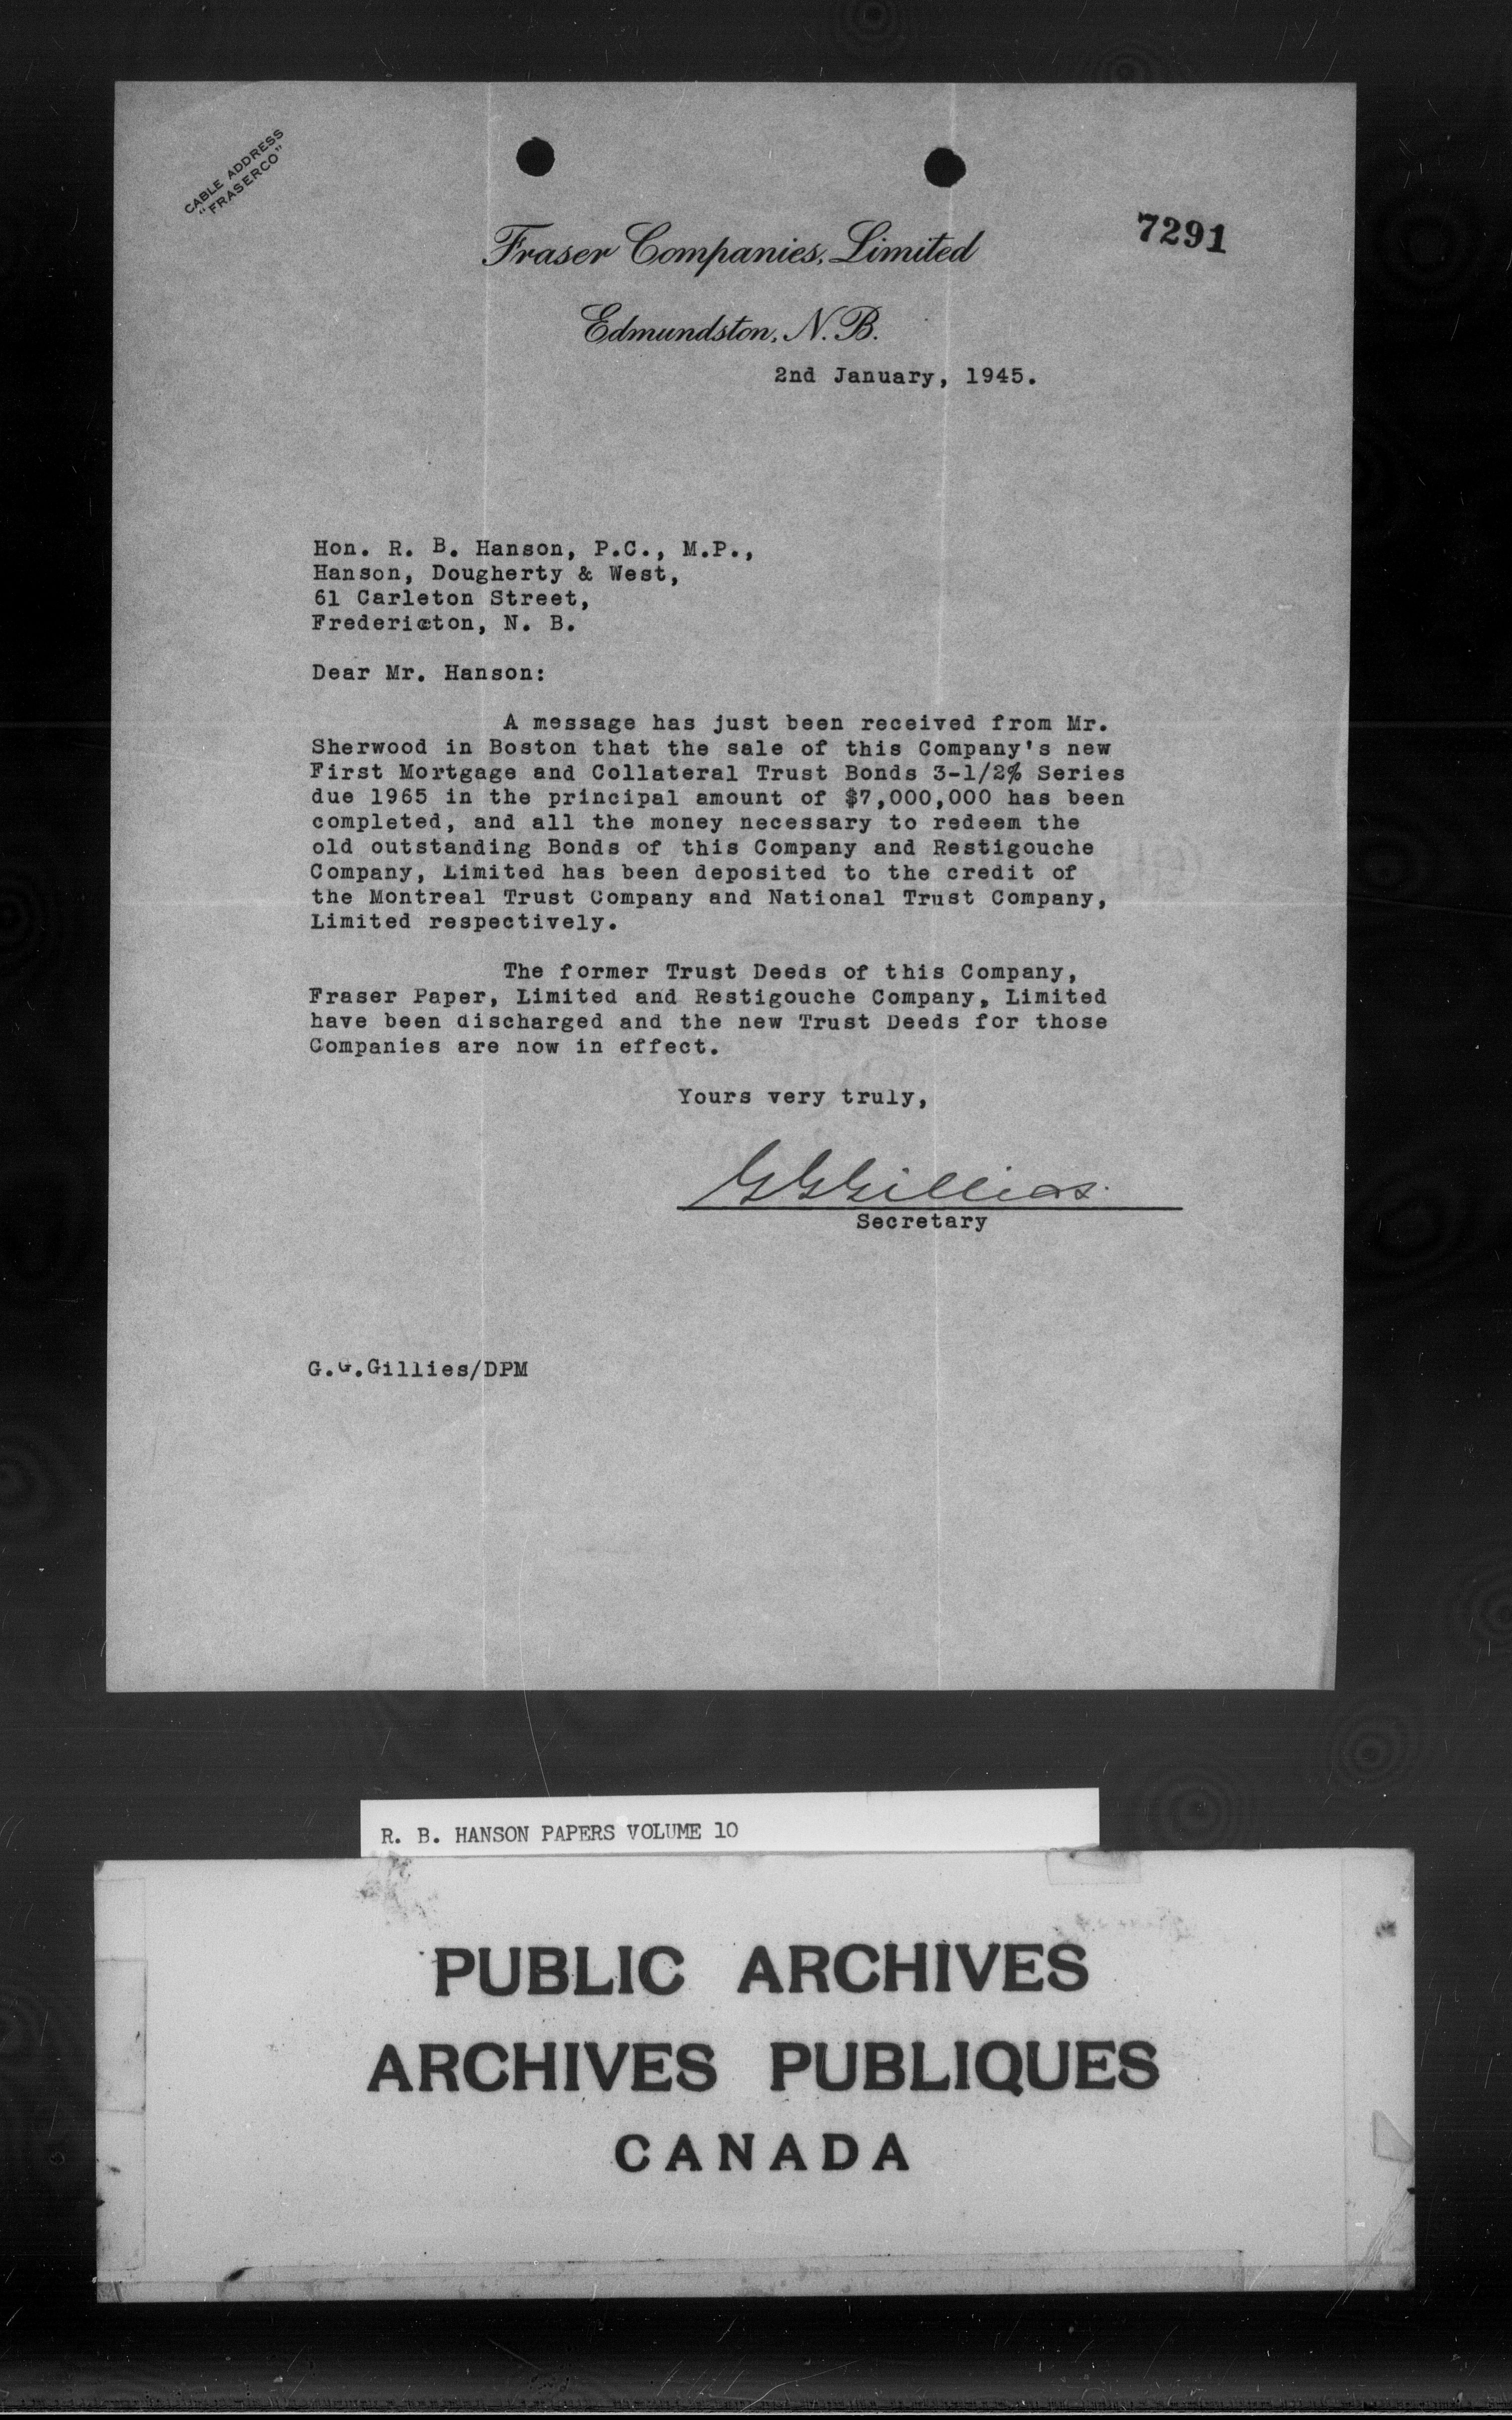 CABLE ADDRESS
"FRASERCO"
7291
Fraser Companies, Limited
Edmundston, N. B.
2nd January, 1945.
Hon. R. B. Hanson, P.C., M.P.,
Hanson, Dougherty & West,
61 Carleton Street,
Fredericton, N. B.
Dear Mr. Hanson:
A message has just been received from Mr.
Sherwood in Boston that the sale of this Company's new
First Mortgage and Collateral Trust Bonds 3-1/2% Series
due 1965 in the principal amount of $7,000,000 has been
completed, and all the money necessary to redeem the
old outstanding Bonds of this Company and Restigouche
Company, Limited has been deposited to the credit of
the Montreal Trust Company and National Trust Company,
Limited respectively.
The former Trust Deeds of this Company,
Fraser Paper, Limited and Restigouche Company, Limited
have been discharged and the new Trust Deeds for those
Companies are now in effect.
Yours very truly,
G G Gillies.
Secretary
G.G.Gillies/DPM
R. B. HANSON PAPERS VOLUME 10
PUBLIC ARCHIVES
ARCHIVES PUBLIQUES
CANADA